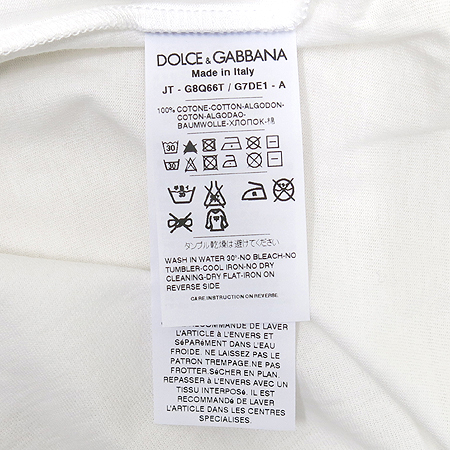 DOLCE & GABBANA
Made in Italy
JT - G8Q66T / G7DE1 - A
100% COTONE-COTTON-ALGODON-
COTON-ALGODAO-
BAUMWOLLE-ХЛОПОК-棉
30
30
タンブル乾燥は避けてください
WASH IN WATER 30°-NO BLEACH-NO
TUMBLER-COOL IRON-NO DRY
CLEANING-DRY FLAT-IRON ON
REVERSE SIDE
CARE INSTRUCTION ON REVERSE
RECOMMANDE DE LAVER
L'ARTICLE à L'ENVERS ET
SéPARéMENT DANS L'EAU
FROIDE. NE LAISSEZ PAS LE
TRICOT TREMPAGE.NE PAS
FROTTER.SéCHER EN PLAN.
REPASSER à L'ENVERS AVEC UN
TISSU INTERPOSé. IL EST
RECOMMANDé DE LAVER
L'ARTICLE DANS LES CENTRES
SPECIALISES.